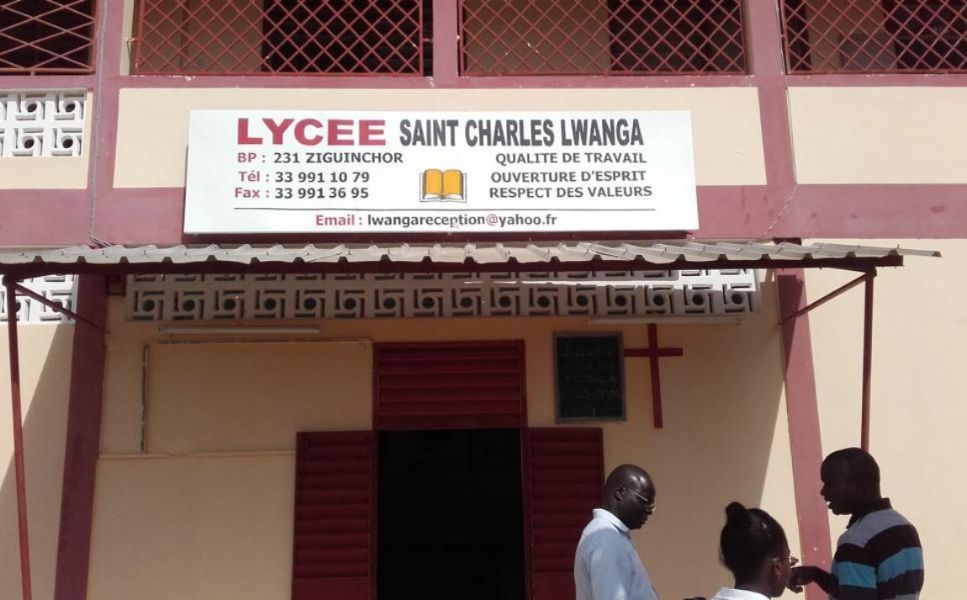 LYCEE SAINT CHARLES LWANGA
BP : 231 ZIGUINCHOR
Tél : 33 991 10 79
Fax : 33 991 36 95
QUALITE DE TRAVAIL
OUVERTURE D'ESPRIT
RESPECT DES VALEURS
Email : lwangareception@yahoo.fr